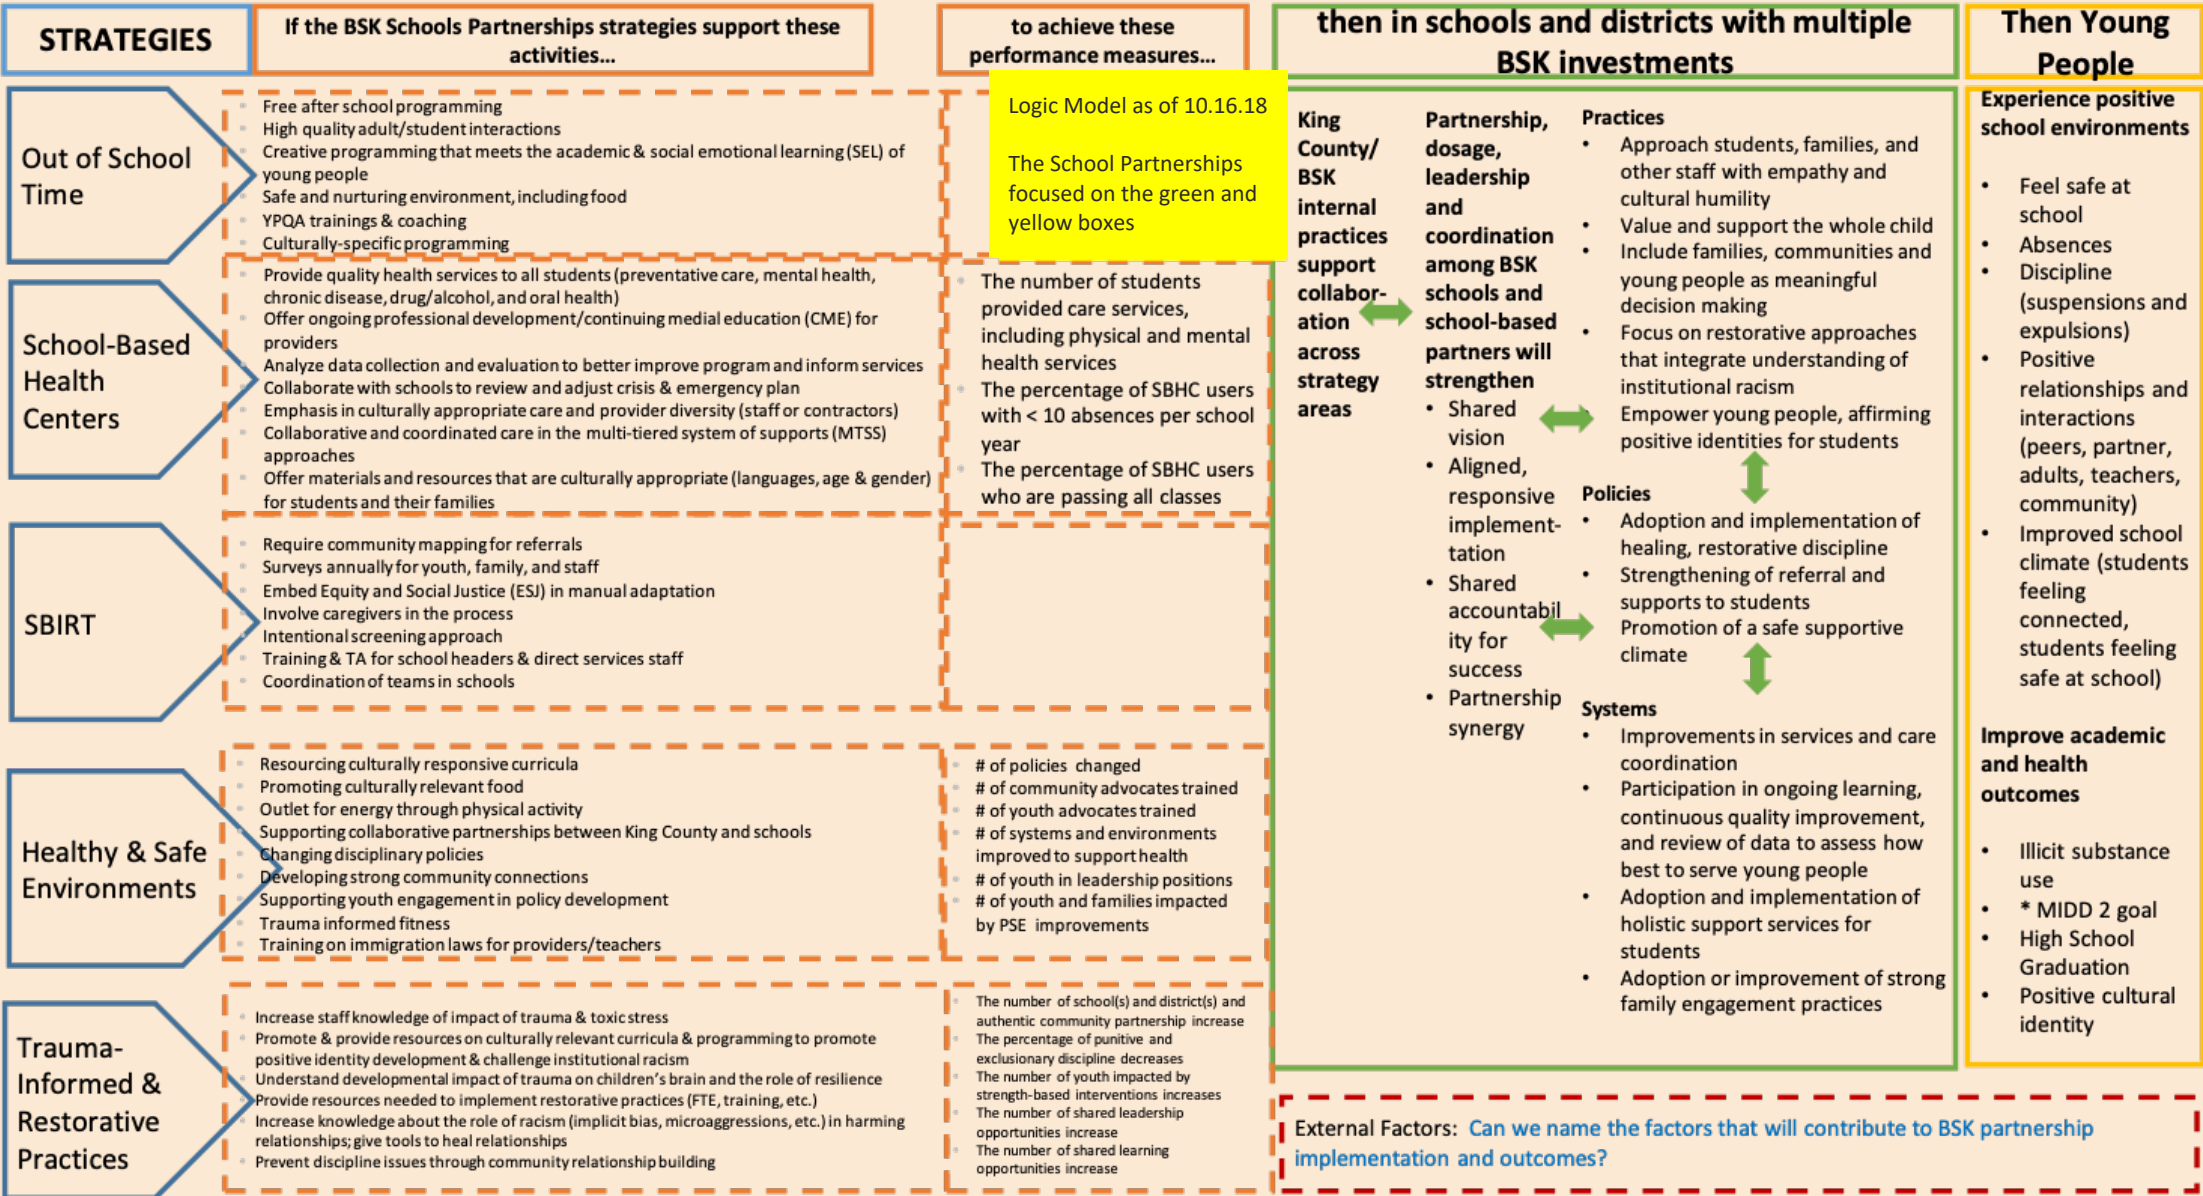 STRATEGIES
If the BSK Schools Partnerships strategies support these
activities...
to achieve these
performance measures...
then in schools and districts with multiple
BSK investments
Then Young
People
Out of School
Time
Free after school programming
High quality adult/student interactions
Creative programming that meets the academic & social emotional learning (SEL) of
young people
Safe and nurturing environment, including food
YPQA trainings & coaching
Culturally-specific programming
Logic Model as of 10.16.18
The School Partnerships
focused on the green and
yellow boxes
School-Based
Health
Centers
Provide quality health services to all students (preventative care, mental health,
chronic disease, drug/alcohol, and oral health)
Offer ongoing professional development/continuing medial education (CME) for
providers
Analyze data collection and evaluation to better improve program and inform services
Collaborate with schools to review and adjust crisis & emergency plan
Emphasis in culturally appropriate care and provider diversity (staff or contractors)
Collaborative and coordinated care in the multi-tiered system of supports (MTSS)
approaches
Offer materials and resources that are culturally appropriate (languages, age & gender)
for students and their families
The number of students
provided care services,
including physical and mental
health services
The percentage of SBHC users
with < 10 absences per school
year
The percentage of SBHC users
who are passing all classes
SBIRT
Require community mapping for referrals
Surveys annually for youth, family, and staff
Embed Equity and Social Justice (ESJ) in manual adaptation
Involve caregivers in the process
Intentional screening approach
Training & TA for school headers & direct services staff
Coordination of teams in schools
Healthy & Safe
Environments
Resourcing culturally responsive curricula
Promoting culturally relevant food
Outlet for energy through physical activity
Supporting collaborative partnerships between King County and schools
Changing disciplinary policies
Developing strong community connections
Supporting youth engagement in policy development
Trauma informed fitness
Training on immigration laws for providers/teachers
# of policies changed
# of community advocates trained
# of youth advocates trained
# of systems and environments
improved to support health
# of youth in leadership positions
# of youth and families impacted
by PSE improvements
Trauma-
Informed &
Restorative
Practices
Increase staff knowledge of impact of trauma & toxic stress
Promote & provide resources on culturally relevant curricula & programming to promote
positive identity development & challenge institutional racism
Understand developmental impact of trauma on children's brain and the role of resilience
Provide resources needed to implement restorative practices (FTE, training, etc.)
Increase knowledge about the role of racism (implicit bias, microaggressions, etc.) in harming
relationships; give tools to heal relationships
Prevent discipline issues through community relationship building
The number of school(s) and district(s) and
authentic community partnership increase
The percentage of punitive and
exclusionary discipline decreases
The number of youth impacted by
strength-based interventions increases
The number of shared leadership
opportunities increase
The number of shared learning
opportunities increase
King
County/
BSK
internal
practices
support
collabor-
ation
across
strategy
areas
Partnership,
dosage,
leadership
and
coordination
among BSK
schools and
school-based
partners will
strengthen
• Shared
vision
• Aligned,
responsive
implement-
tation
• Shared
accountabil
ity for
success
• Partnership
synergy
Practices
• Approach students, families, and
other staff with empathy and
cultural humility
• Value and support the whole child
• Include families, communities and
young people as meaningful
decision making
• Focus on restorative approaches
that integrate understanding of
institutional racism
• Empower young people, affirming
positive identities for students
Policies
• Adoption and implementation of
healing, restorative discipline
• Strengthening of referral and
supports to students
• Promotion of a safe supportive
climate
Systems
• Improvements in services and care
coordination
• Participation in ongoing learning,
continuous quality improvement,
and review of data to assess how
best to serve young people
• Adoption and implementation of
holistic support services for
students
• Adoption or improvement of strong
family engagement practices
Experience positive
school environments
• Feel safe at
school
• Absences
• Discipline
(suspensions and
expulsions)
• Positive
relationships and
interactions
(peers, partner,
adults, teachers,
community)
• Improved school
climate (students
feeling
connected,
students feeling
safe at school)
Improve academic
and health
outcomes
• Illicit substance
use
• * MIDD 2 goal
• High School
Graduation
• Positive cultural
identity
External Factors: Can we name the factors that will contribute to BSK partnership
implementation and outcomes?